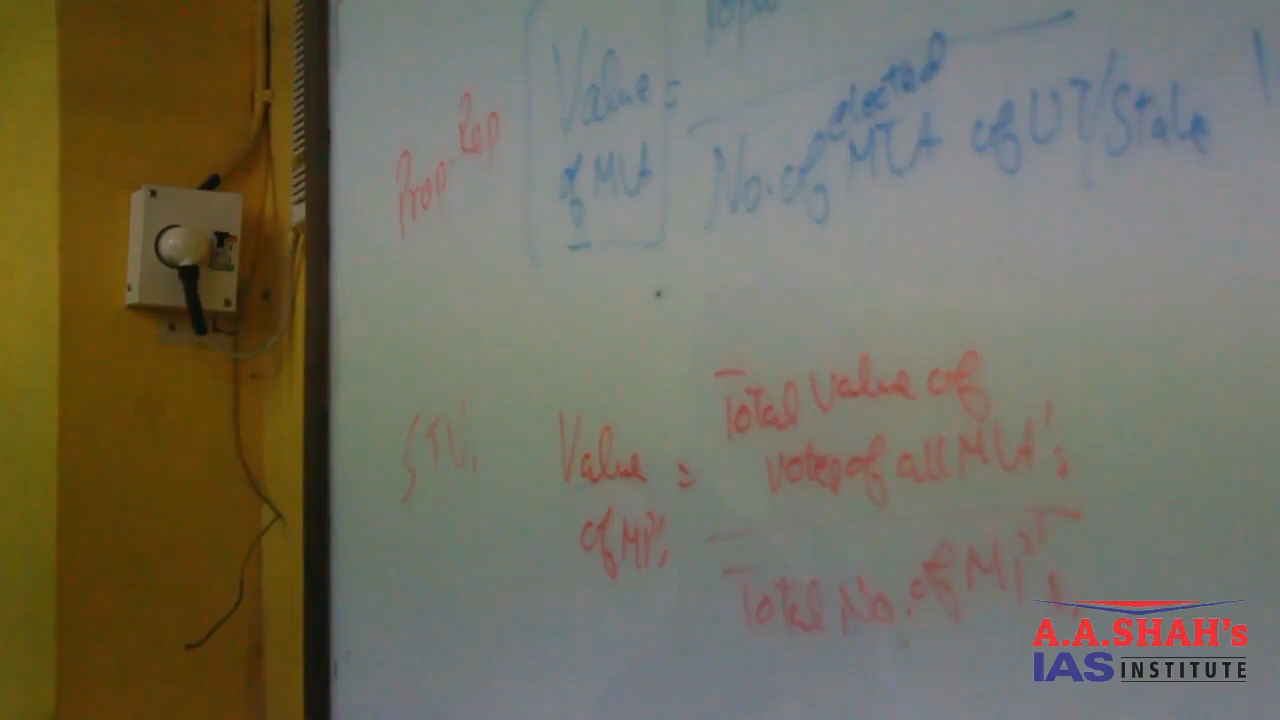 Popu
Prop. Rep
Value
of MLA
=
No. of elected MLA of UT/State
STV.
Value
of MP's
=
Total value of
votes of all MLA's
Total No. of MP's
A.A.SHAH's
IAS INSTITUTE